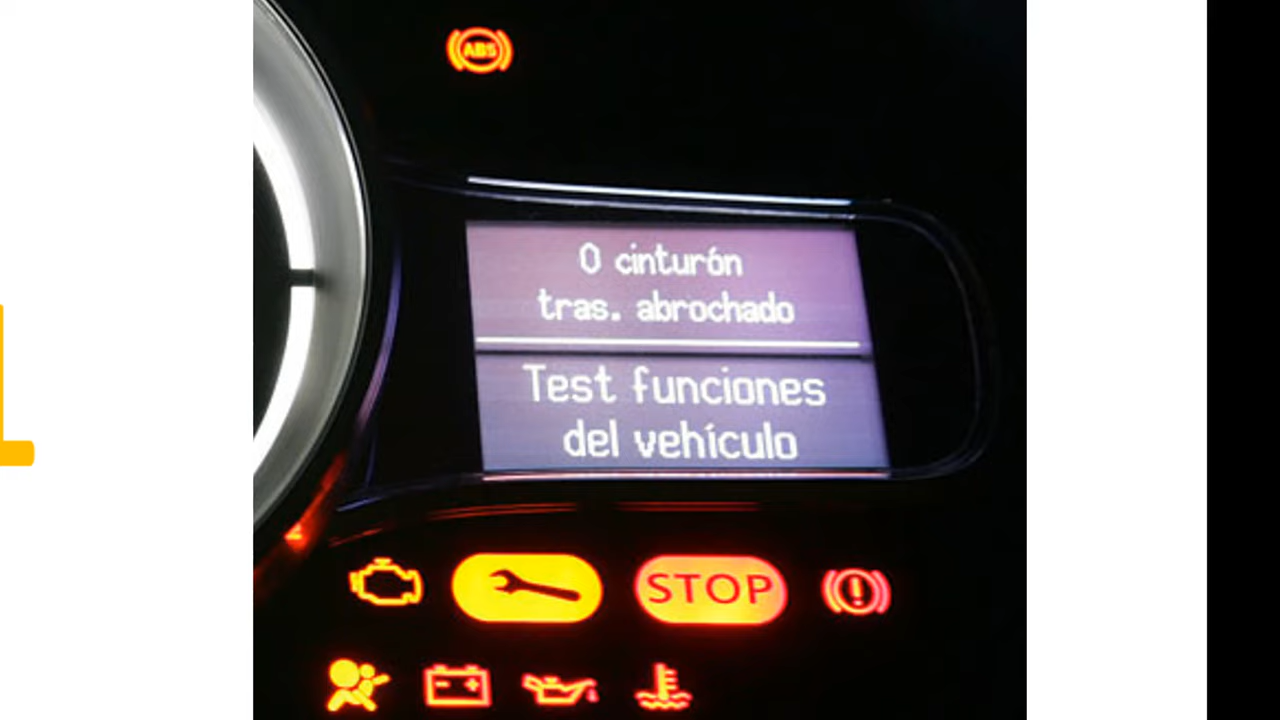 ABS
0 cinturón
tras. abrochado
Test funciones
del vehículo
STOP